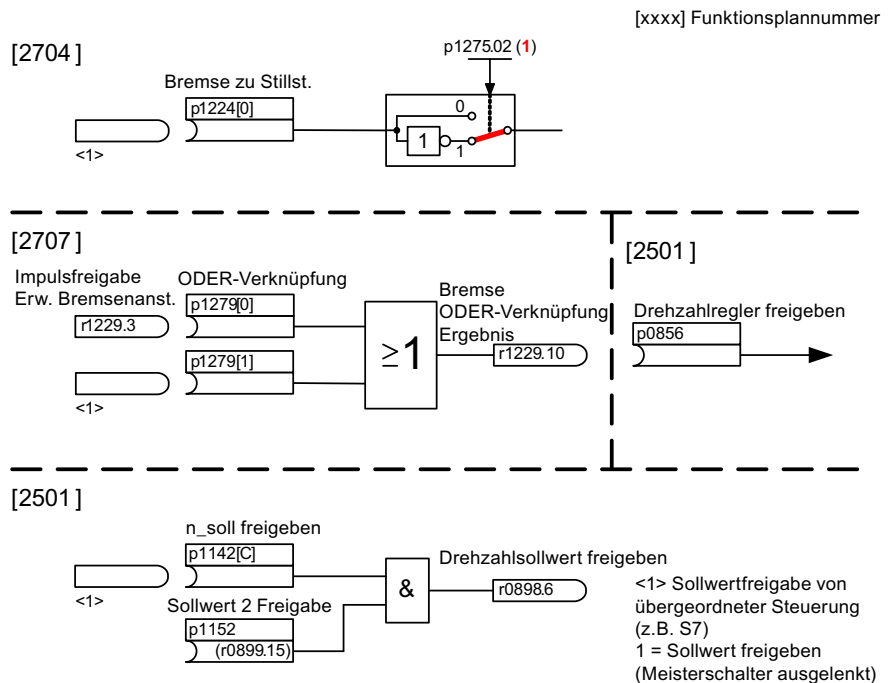 [xxxx] Funktionsplannummer
[2704 ]
p1275.02 (1)
Bremse zu Stillst.
p1224[0]
0
1
1
<1>
[2707 ]
[2501 ]
Impulsfreigabe
Erw. Bremsenanst.
ODER-Verknüpfung
r1229.3
p1279[0]
p1279[1]
<1>
≥1
Bremse
ODER-Verknüpfung
Ergebnis
r1229.10
Drehzahlregler freigeben
p0856
[2501 ]
n_soll freigeben
p1142[C]
<1>
Sollwert 2 Freigabe
p1152
(r0899.15)
&
Drehzahlsollwert freigeben
r0898.6
<1> Sollwertfreigabe von
übergeordneter Steuerung
(z.B. S7)
1 = Sollwert freigeben
(Meisterschalter ausgelenkt)